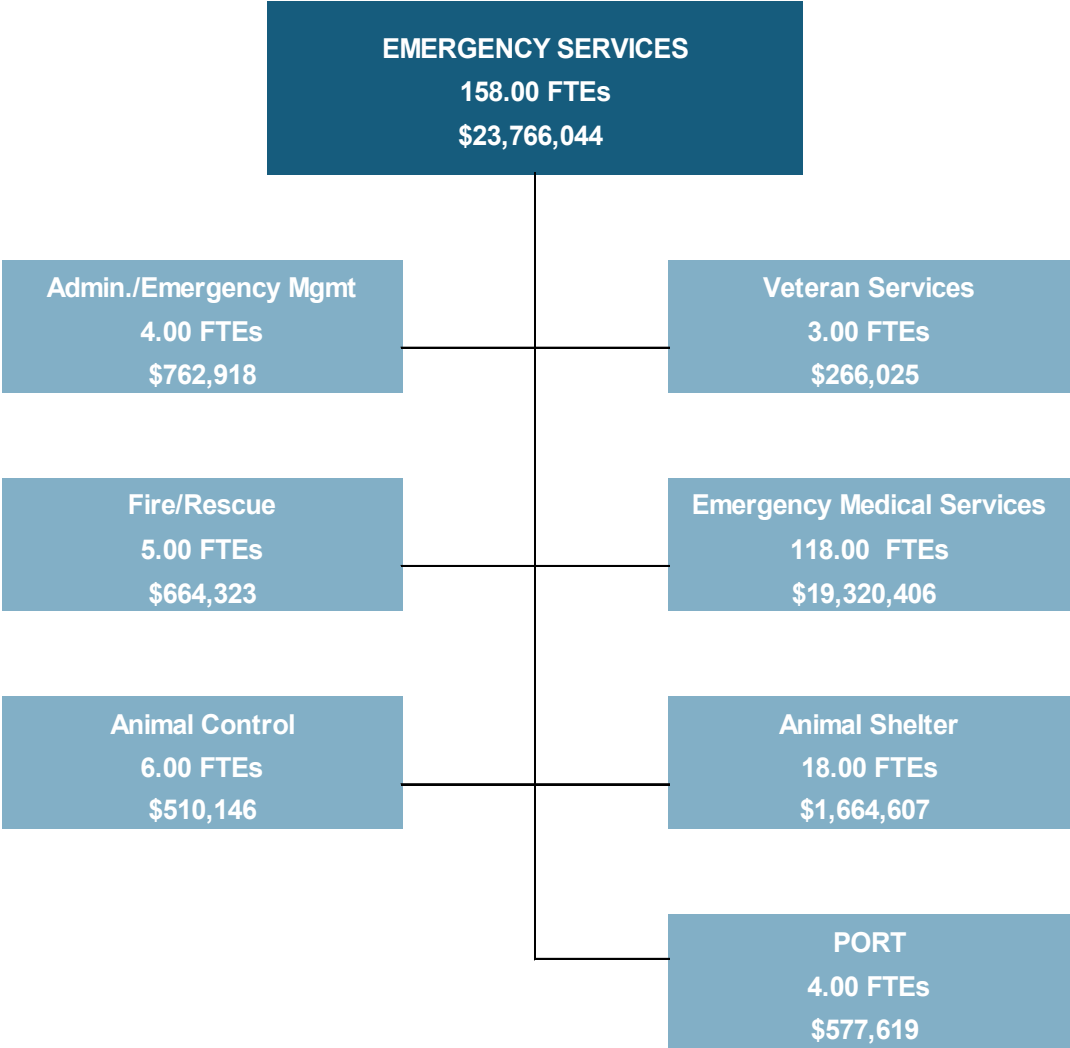 EMERGENCY SERVICES
158.00 FTEs
$23,766,044
Admin./Emergency Mgmt
4.00 FTEs
$762,918
Veteran Services
3.00 FTEs
$266,025
Fire/Rescue
5.00 FTEs
$664,323
Emergency Medical Services
118.00 FTEs
$19,320,406
Animal Control
6.00 FTEs
$510,146
Animal Shelter
18.00 FTEs
$1,664,607
PORT
4.00 FTEs
$577,619